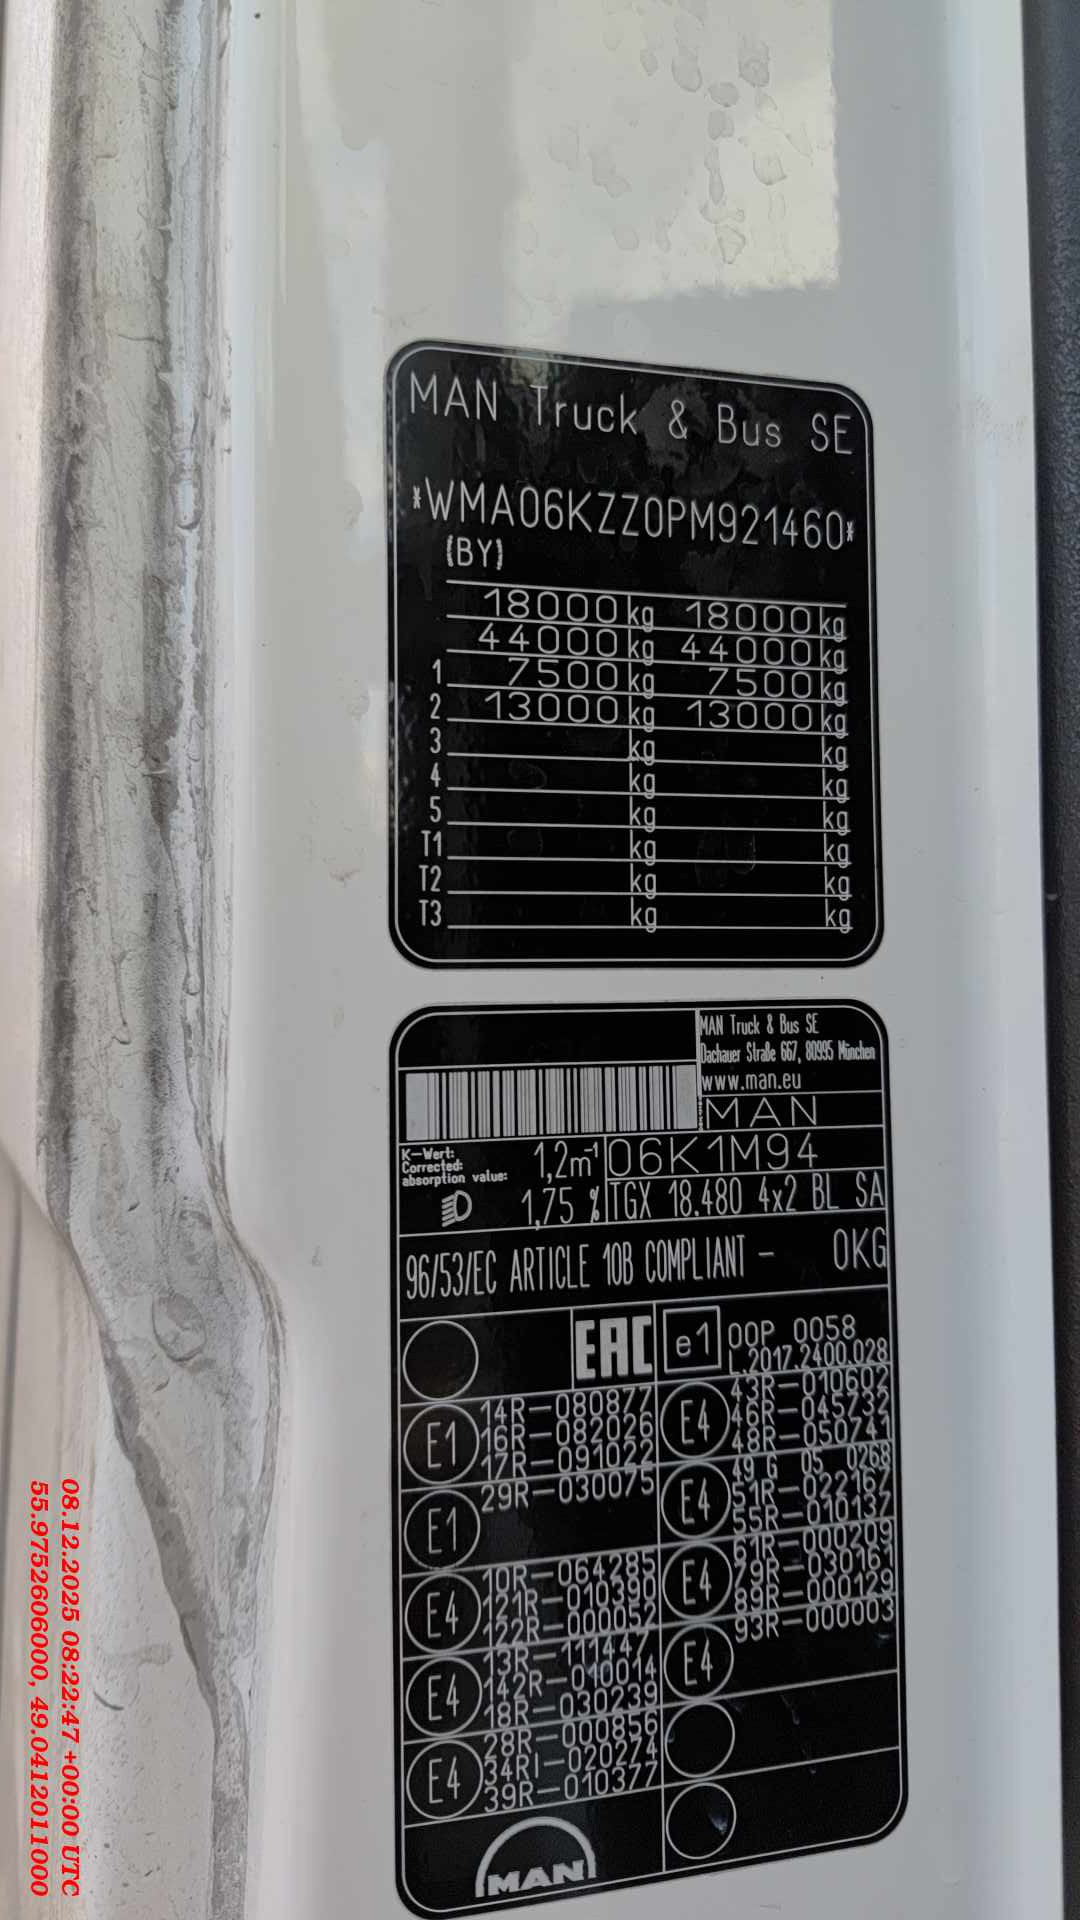 MAN Truck & Bus SE
*WMA06KZZ0PM921460*
(BY)
18000 kg 18000 kg
44000 kg 44000 kg
1 7500 kg 7500 kg
2 13000 kg 13000 kg
3 kg kg
4 kg kg
5 kg kg
T1 kg kg
T2 kg kg
T3 kg kg
MAN Truck & Bus SE
Dachauer Straße 667, 80995 München
www.man.eu
MAN
K-Wert:
Corrected:
absorption value:
1,2m⁻¹
06K1M94
1,75 %
TGX 18.480 4x2 BL SA
96/53/EC ARTICLE 10B COMPLIANT – 0KG
EAC
e1
00P 0058
L.2017.2400.028
E1
14R–080877
16R–082026
17R–091022
E1
29R–030075
E4
10R–064285
121R–010390
122R–000052
E4
13R–111447
142R–010014
18R–030239
E4
28R–000856
34RI–020274
39R–010377
E4
43R–010602
46R–045732
48R–050741
E4
49 G 05 0268
51R–022167
55R–010137
E4
61R–000209
79R–030161
89R–000129
E4
93R–000003
MAN
08.12.2025 08:22:47 +00:00 UTC
55.9752606000, 49.0412011000